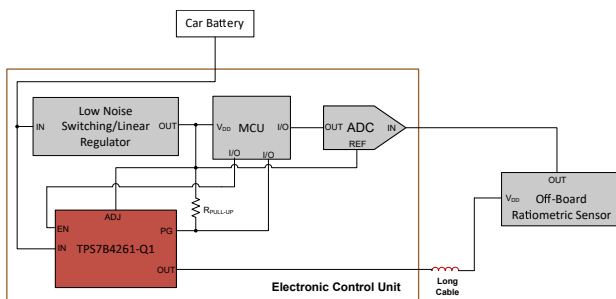 Car Battery
Low Noise
Switching/Linear
Regulator
IN
OUT
VDD
MCU
I/O
I/O
I/O
OUT
ADC
IN
REF
OUT
VDD
Off-Board
Ratiometric Sensor
RPULL-UP
ADJ
EN
PG
TPS7B4261-Q1
IN
OUT
Electronic Control Unit
Long
Cable